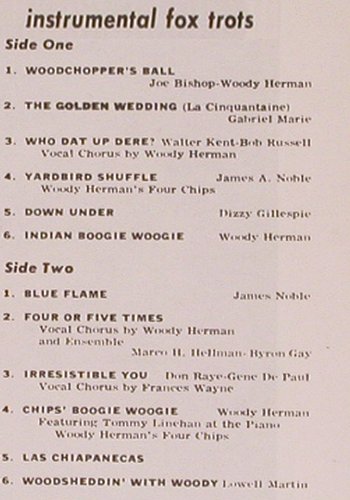 instrumental fox trots
Side One
1. WOODCHOPPER'S BALL
Joe Bishop-Woody Herman
2. THE GOLDEN WEDDING (La Cinquantaine)
Gabriel Marie
3. WHO DAT UP DERE? Walter Kent-Bob Russell
Vocal Chorus by Woody Herman
4. YARDBIRD SHUFFLE James A. Noble
Woody Herman's Four Chips
5. DOWN UNDER Dizzy Gillespie
6. INDIAN BOOGIE WOOGIE Woody Herman
Side Two
1. BLUE FLAME James Noble
2. FOUR OR FIVE TIMES
Vocal Chorus by Woody Herman
and Ensemble
Marco H. Hellman-Byron Gay
3. IRRESISTIBLE YOU Don Raye-Gene De Paul
Vocal Chorus by Frances Wayne
4. CHIPS' BOOGIE WOOGIE Woody Herman
Featuring Tommy Linehan at the Piano
Woody Herman's Four Chips
5. LAS CHIAPANECAS
6. WOODSHEDDIN' WITH WOODY Lowell Martin